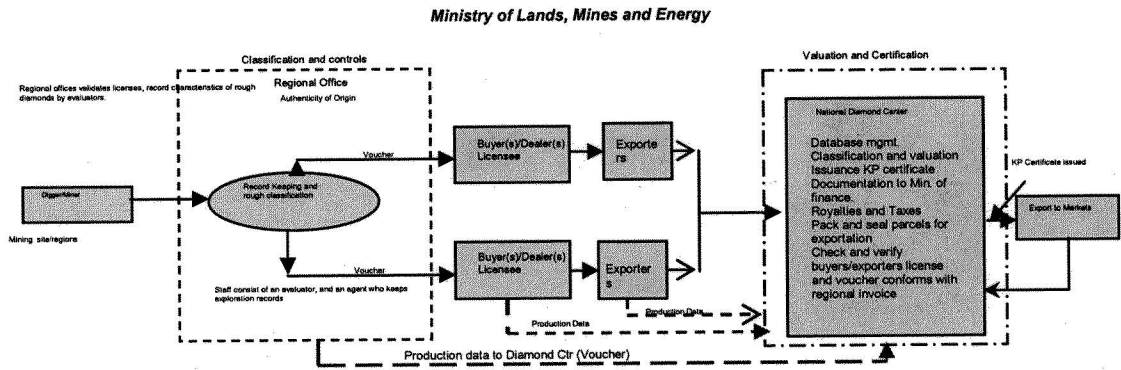 Ministry of Lands, Mines and Energy
Classification and controls
Valuation and Certification
Regional offices validates licenses, record characteristics of rough
diamonds by evaluators.
Regional Office
Authenticity of Origin
Digger/Miner
Mining site/regions
Record Keeping and
rough classification
Voucher
Voucher
Staff consist of an evaluator, and an agent who keeps
exploration records
Buyer(s)/Dealer(s)
Licensee
Exporte
rs
Buyer(s)/Dealer(s)
Licensee
Exporter
s
Production Data
Production Data
Production data to Diamond Ctr (Voucher)
National Diamond Center
Database mgmt.
Classification and valuation
Issuance KP certificate
Documentation to Min. of
finance.
Royalties and Taxes
Pack and seal parcels for
exportation
Check and verify
buyers/exporters license
and voucher conforms with
regional invoice
KP Certificate issued
Export to Markets